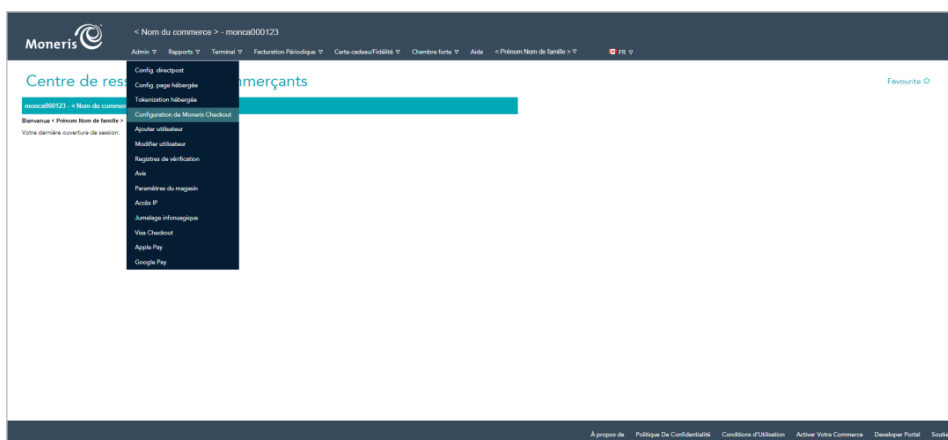 Moneris
< Nom du commerce > - monca000123
Admin ▽ Rapports ▽ Terminal ▽ Facturation Périodique ▽ Carte-cadeau/Fidélité ▽ Chambre forte ▽ Aide < Prénom Nom de famille > ▽ FR ▽
Centre de ress mmerçants
Favourite ☆
monca000123 - < Nom du commer
Bienvenue < Prénom Nom de famille >
Votre dernière ouverture de session:
Config. directpost
Config. page hébergée
Tokenization hébergée
Configuration de Moneris Checkout
Ajouter utilisateur
Modifier utilisateur
Registres de vérification
Avis
Paramètres du magasin
Accès IP
Jumelage infonuagique
Visa Checkout
Apple Pay
Google Pay
À propos de Politique De Confidentialité Conditions d'Utilisation Activer Votre Commerce Developer Portal Soutie